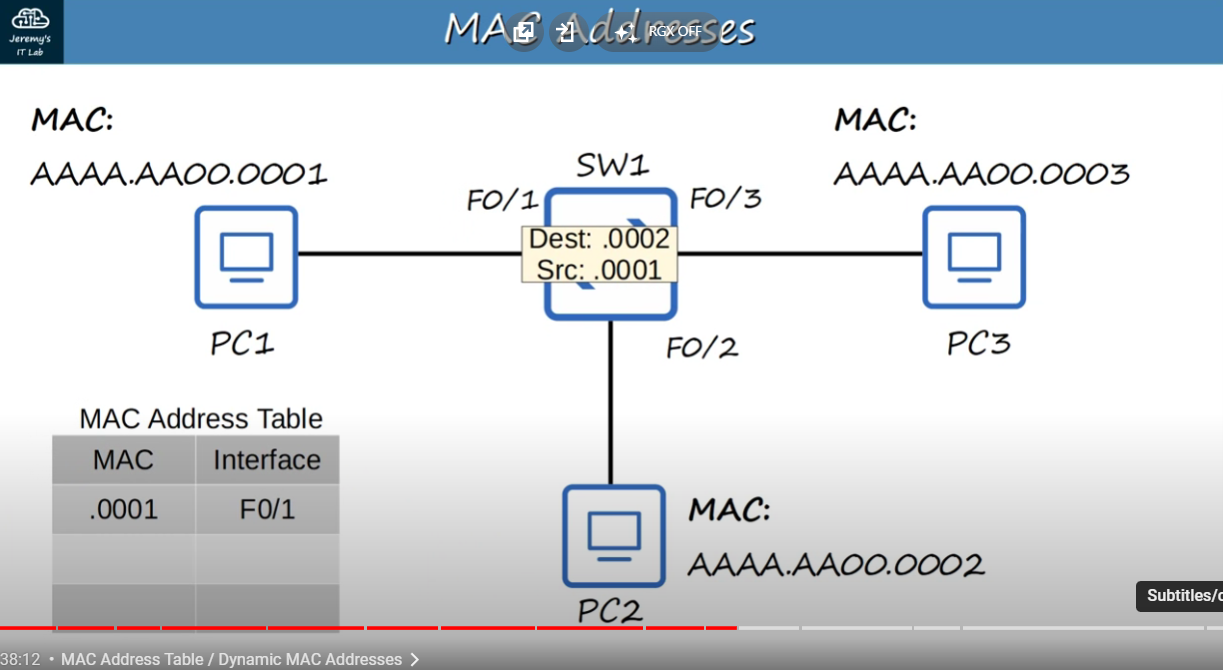 Jeremy's
IT Lab
MAC Addresses
RGX OFF
MAC:
AAAA.AA00.0001
MAC:
AAAA.AA00.0003
SW1
F0/1
F0/3
Dest: .0002
Src: .0001
PC1
F0/2
PC3
MAC Address Table
MAC Interface
.0001 F0/1
MAC:
AAAA.AA00.0002
PC2
Subtitles/c
38:12 • MAC Address Table / Dynamic MAC Addresses